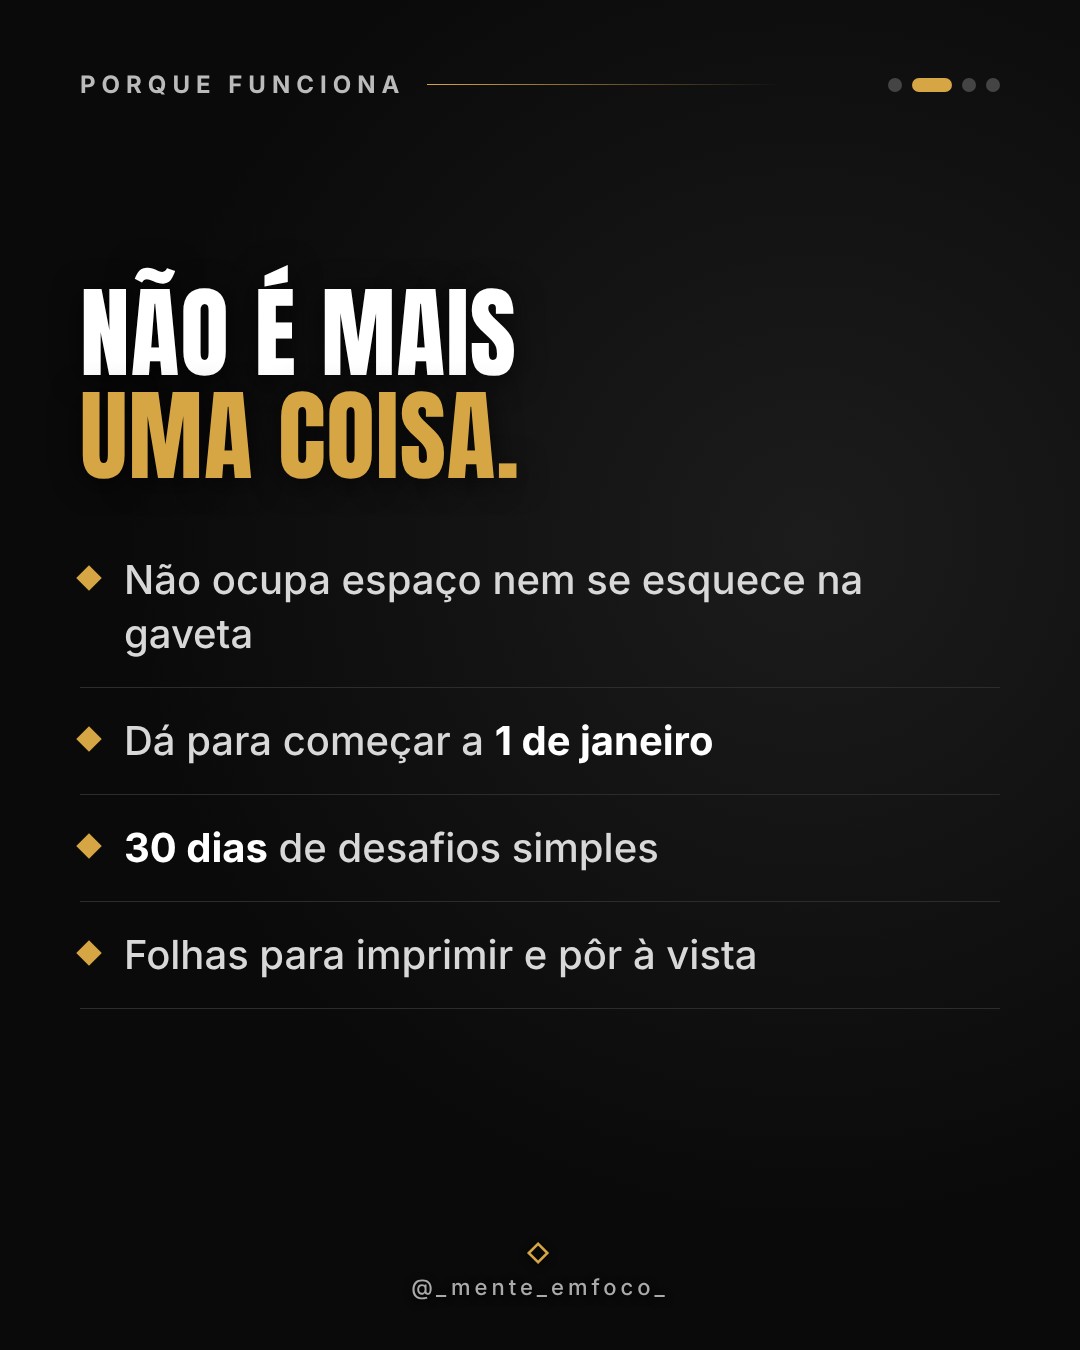 PORQUE FUNCIONA
NÃO É MAIS
UMA COISA.
Não ocupa espaço nem se esquece na
gaveta
Dá para começar a 1 de janeiro
30 dias de desafios simples
Folhas para imprimir e pôr à vista
@_mente_emfoco_